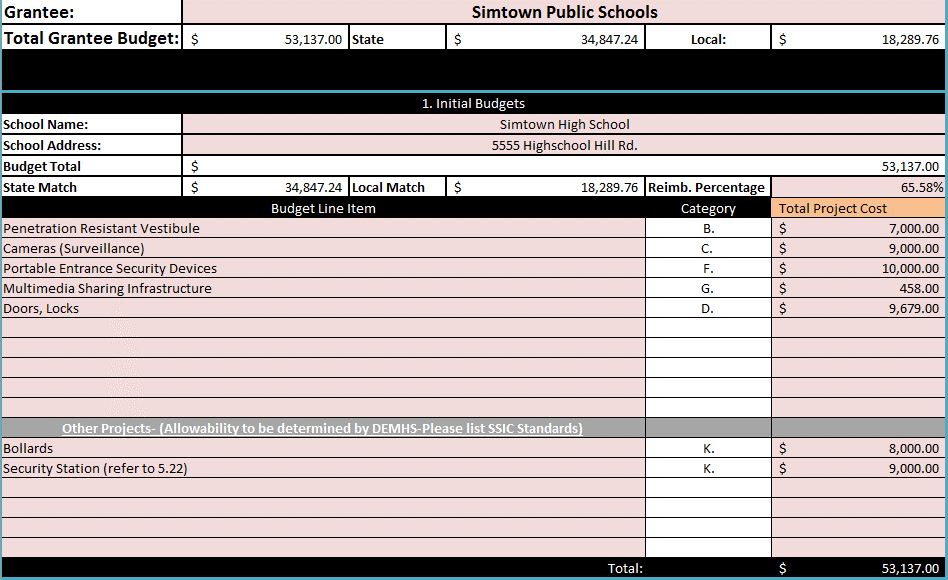 Grantee: Simtown Public Schools
Total Grantee Budget: $ 53,137.00 State $ 34,847.24 Local: $ 18,289.76
1. Initial Budgets
School Name: Simtown High School
School Address: 5555 Highschool Hill Rd.
Budget Total $ 53,137.00
State Match $ 34,847.24 Local Match $ 18,289.76 Reimb. Percentage 65.58%
Budget Line Item Category Total Project Cost
Penetration Resistant Vestibule B. $ 7,000.00
Cameras (Surveillance) C. $ 9,000.00
Portable Entrance Security Devices F. $ 10,000.00
Multimedia Sharing Infrastructure G. $ 458.00
Doors, Locks D. $ 9,679.00
Other Projects- (Allowability to be determined by DEMHS-Please list SSIC Standards)
Bollards K. $ 8,000.00
Security Station (refer to 5.22) K. $ 9,000.00
Total: $ 53,137.00